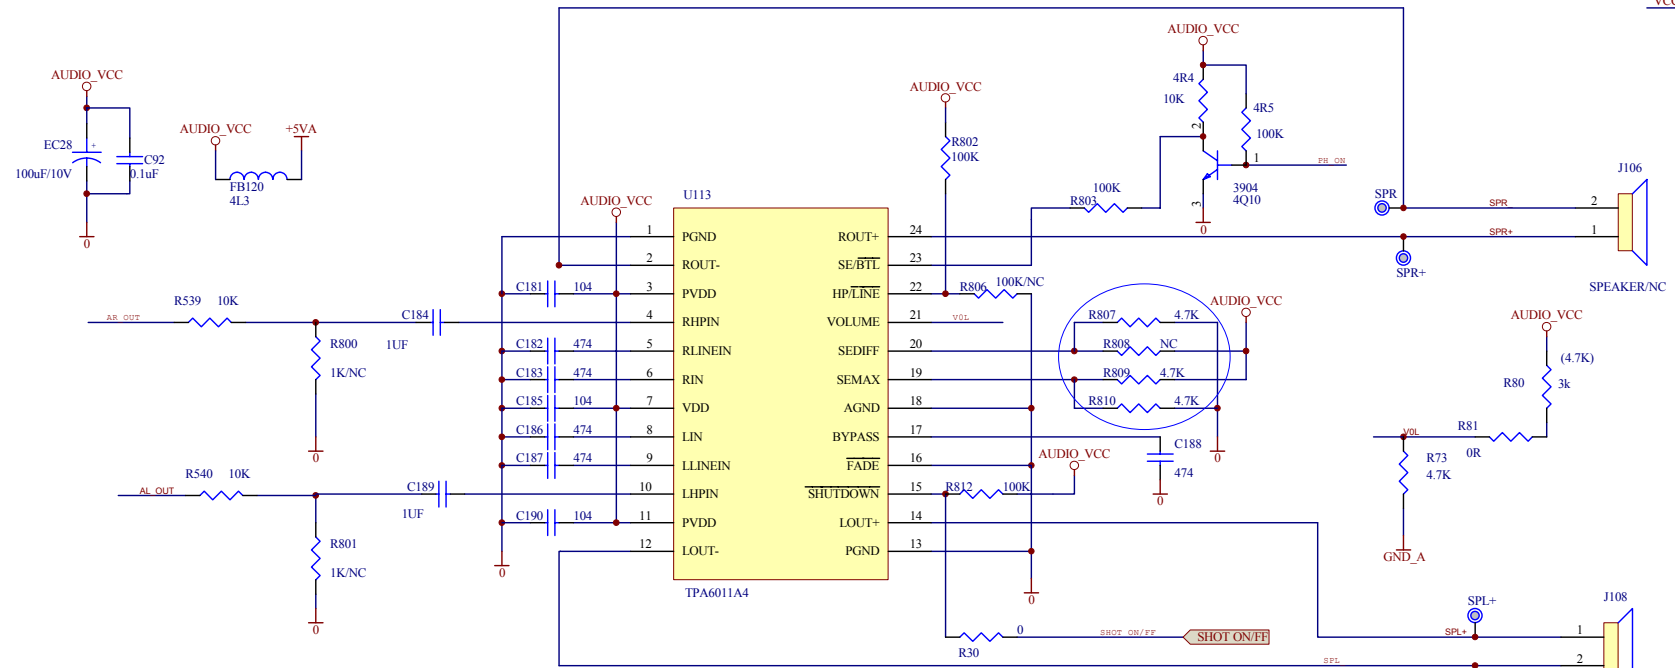 VCC
AUDIO_VCC
EC28
+
100uF/10V
C92
0.1uF
0
AUDIO_VCC
+5VA
FB120
4L3
AUDIO_VCC
4R4
10K
4R5
100K
2
1
PH_ON
3904
4Q10
3
0
AUDIO_VCC
R802
100K
100K
R803
SPR
SPR
2
SPR+
1
SPR+
J106
SPEAKER/NC
U113
AUDIO_VCC
1 PGND
2 ROUT-
C181 104 3 PVDD
C184 1UF 4 RHPIN
C182 474 5 RLINEIN
C183 474 6 RIN
C185 104 7 VDD
C186 474 8 LIN
C187 474 9 LLINEIN
C189 1UF 10 LHPIN
C190 104 11 PVDD
12 LOUT-
0
TPA6011A4
ROUT+ 24
SE/BTL 23
HP/LINE 22
VOLUME 21 VOL
SEDIFF 20
SEMAX 19
AGND 18
BYPASS 17
FADE 16
SHUTDOWN 15
LOUT+ 14
PGND 13
R539 10K
AR_OUT
R800
1K/NC
0
R540 10K
AL_OUT
R801
1K/NC
0
R806 100K/NC
AUDIO_VCC
R807 4.7K
R808 NC
R809 4.7K
R810 4.7K
0
C188
474
0
AUDIO_VCC
R812 100K
0
R30 0
SHOT ON/FF
SHOT ON/FF
AUDIO_VCC
(4.7K)
R80 3k
VOL
R81
0R
R73
4.7K
GND_A
SPL+
SPL+
1
SPL
2
J108